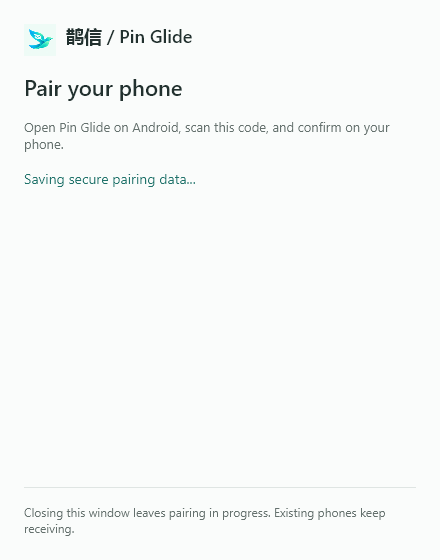 鹊信 / Pin Glide
Pair your phone
Open Pin Glide on Android, scan this code, and confirm on your
phone.
Saving secure pairing data...
Closing this window leaves pairing in progress. Existing phones keep
receiving.